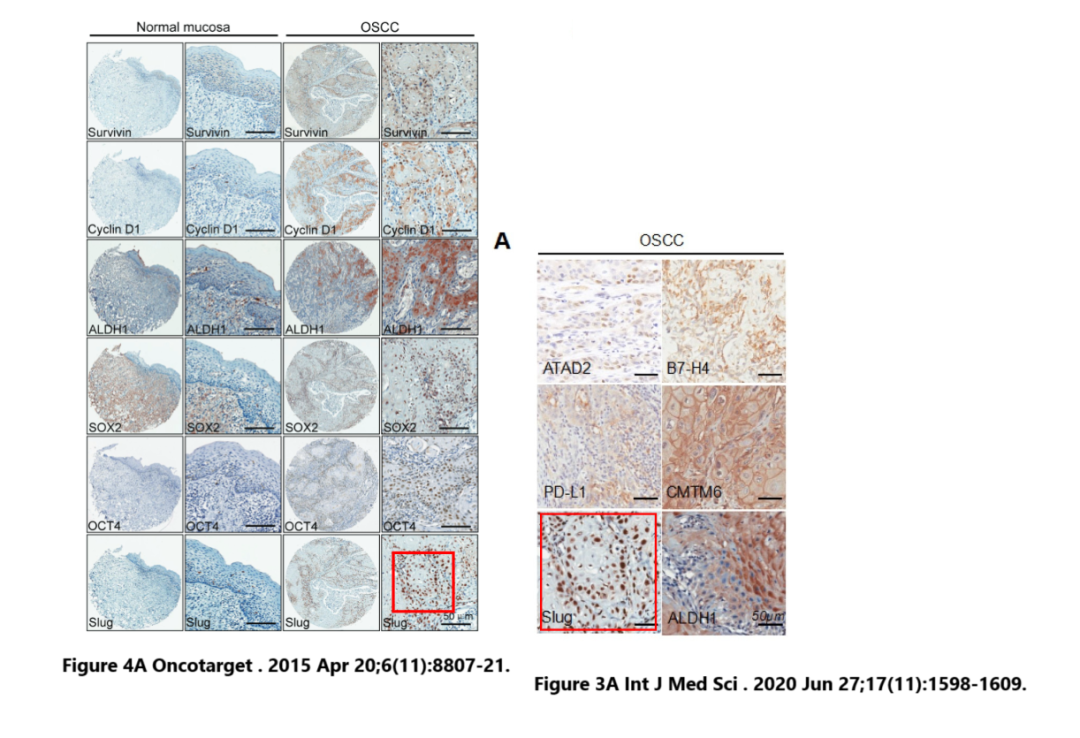 Normal mucosa OSCC
Survivin Survivin Survivin Survivin
Cyclin D1 Cyclin D1 Cyclin D1 Cyclin D1
ALDH1 ALDH1 ALDH1 ALDH1
SOX2 SOX2 SOX2 SOX2
OCT4 OCT4 OCT4 OCT4
Slug Slug Slug Slug 50 μm
Figure 4A Oncotarget . 2015 Apr 20;6(11):8807-21.
A
OSCC
ATAD2 B7-H4
PD-L1 CMTM6
Slug ALDH1 50μm
Figure 3A Int J Med Sci . 2020 Jun 27;17(11):1598-1609.